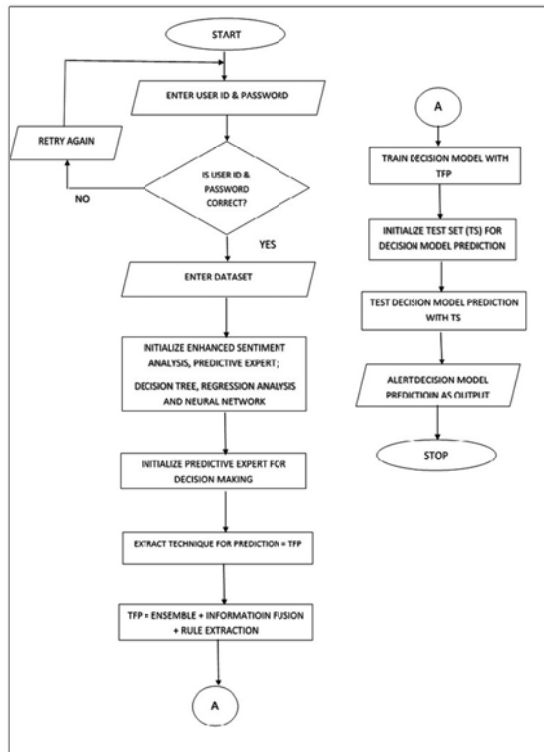 START
ENTER USER ID & PASSWORD
RETRY AGAIN
IS USER ID &
PASSWORD
CORRECT?
NO
YES
ENTER DATASET
INITIALIZE ENHANCED SENTIMENT
ANALYSIS, PREDICTIVE EXPERT;
DECISION TREE, REGRESSION ANALYSIS
AND NEURAL NETWORK
INITIALIZE PREDICTIVE EXPERT FOR
DECISION MAKING
EXTRACT TECHNIQUE FOR PREDICTION = TFP
TFP = ENSEMBLE + INFORMATIOIN FUSION
+ RULE EXTRACTION
A
A
TRAIN DECISION MODEL WITH
TFP
INITIALIZE TEST SET (TS) FOR
DECISION MODEL PREDICTION
TEST DECISION MODEL PREDICTION
WITH TS
ALERT DECISION MODEL
PREDICTIOIN AS OUTPUT
STOP